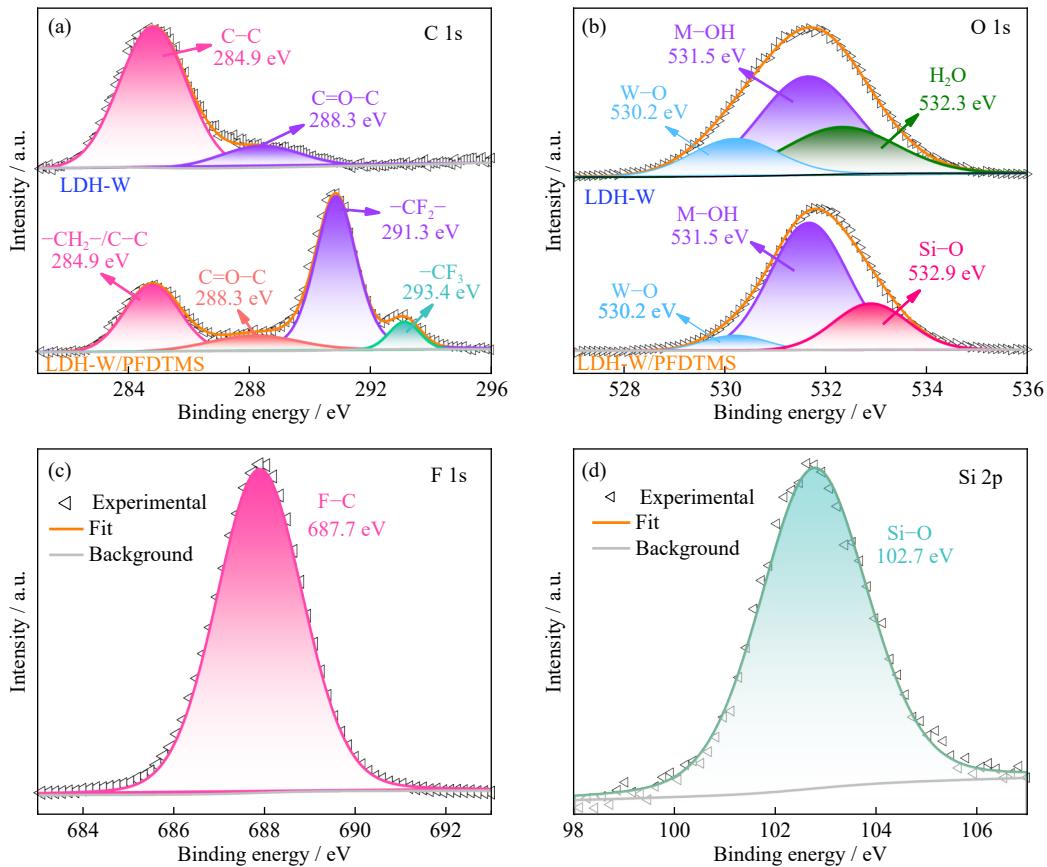 (a)
C 1s
C−C
284.9 eV
C=O−C
288.3 eV
LDH-W
−CF₂−
291.3 eV
−CH₂−/C−C
284.9 eV
C=O−C
288.3 eV
−CF₃
293.4 eV
LDH-W/PFDTMS
284
288
292
296
Binding energy / eV
Intensity / a.u.
(b)
O 1s
M−OH
531.5 eV
W−O
530.2 eV
H₂O
532.3 eV
LDH-W
M−OH
531.5 eV
Si−O
532.9 eV
W−O
530.2 eV
LDH-W/PFDTMS
528
530
532
534
536
Binding energy / eV
Intensity / a.u.
(c)
F 1s
Experimental
Fit
Background
F−C
687.7 eV
684
686
688
690
692
Binding energy / eV
Intensity / a.u.
(d)
Si 2p
Experimental
Fit
Background
Si−O
102.7 eV
98
100
102
104
106
Binding energy / eV
Intensity / a.u.